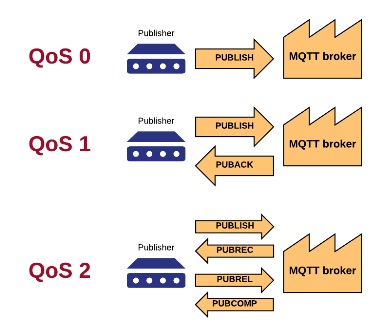 Publisher
QoS 0
PUBLISH
MQTT broker
Publisher
QoS 1
PUBLISH
PUBACK
MQTT broker
Publisher
QoS 2
PUBLISH
PUBREC
PUBREL
PUBCOMP
MQTT broker